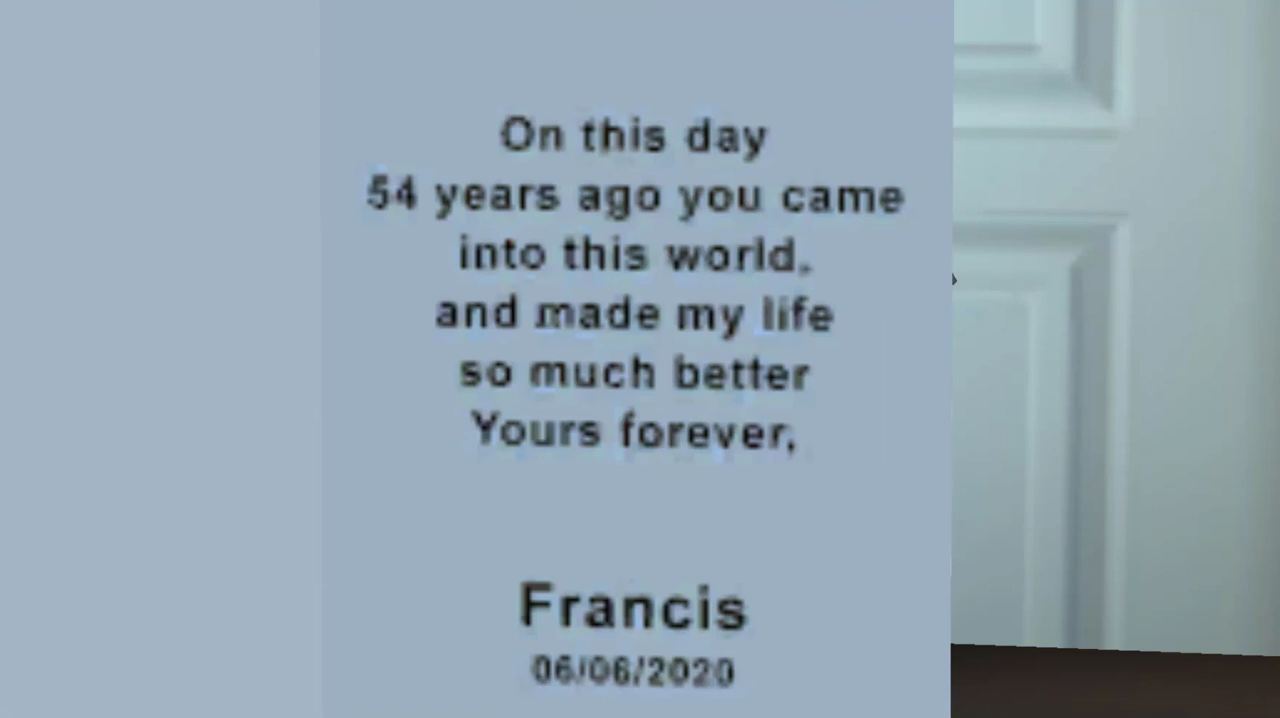 On this day
54 years ago you came
into this world.
and made my life
so much better
Yours forever,
Francis
06/06/2020